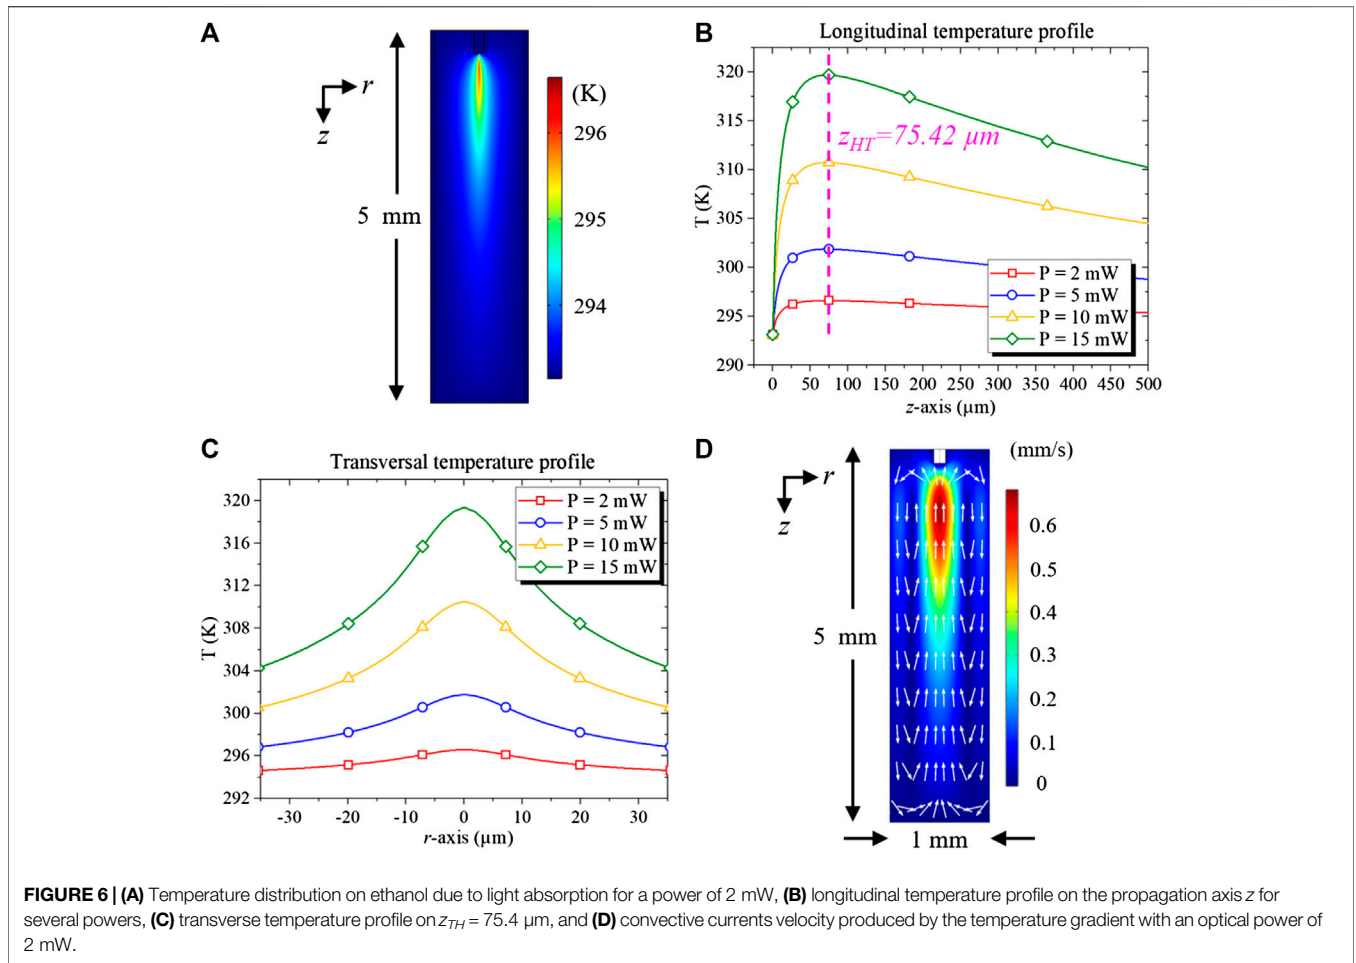 A
r
z
5 mm
(K)
296
295
294
B
Longitudinal temperature profile
T (K)
320
315
310
305
300
295
290
z_HT=75.42 μm
P = 2 mW
P = 5 mW
P = 10 mW
P = 15 mW
0 50 100 150 200 250 300 350 400 450 500
z-axis (μm)
C
Transversal temperature profile
T (K)
320
316
312
308
304
300
296
292
P = 2 mW
P = 5 mW
P = 10 mW
P = 15 mW
-30 -20 -10 0 10 20 30
r-axis (μm)
D
r
z
5 mm
1 mm
(mm/s)
0.6
0.5
0.4
0.3
0.2
0.1
0
FIGURE 6 | (A) Temperature distribution on ethanol due to light absorption for a power of 2 mW, (B) longitudinal temperature profile on the propagation axis z for
several powers, (C) transverse temperature profile on z_TH = 75.4 μm, and (D) convective currents velocity produced by the temperature gradient with an optical power of
2 mW.